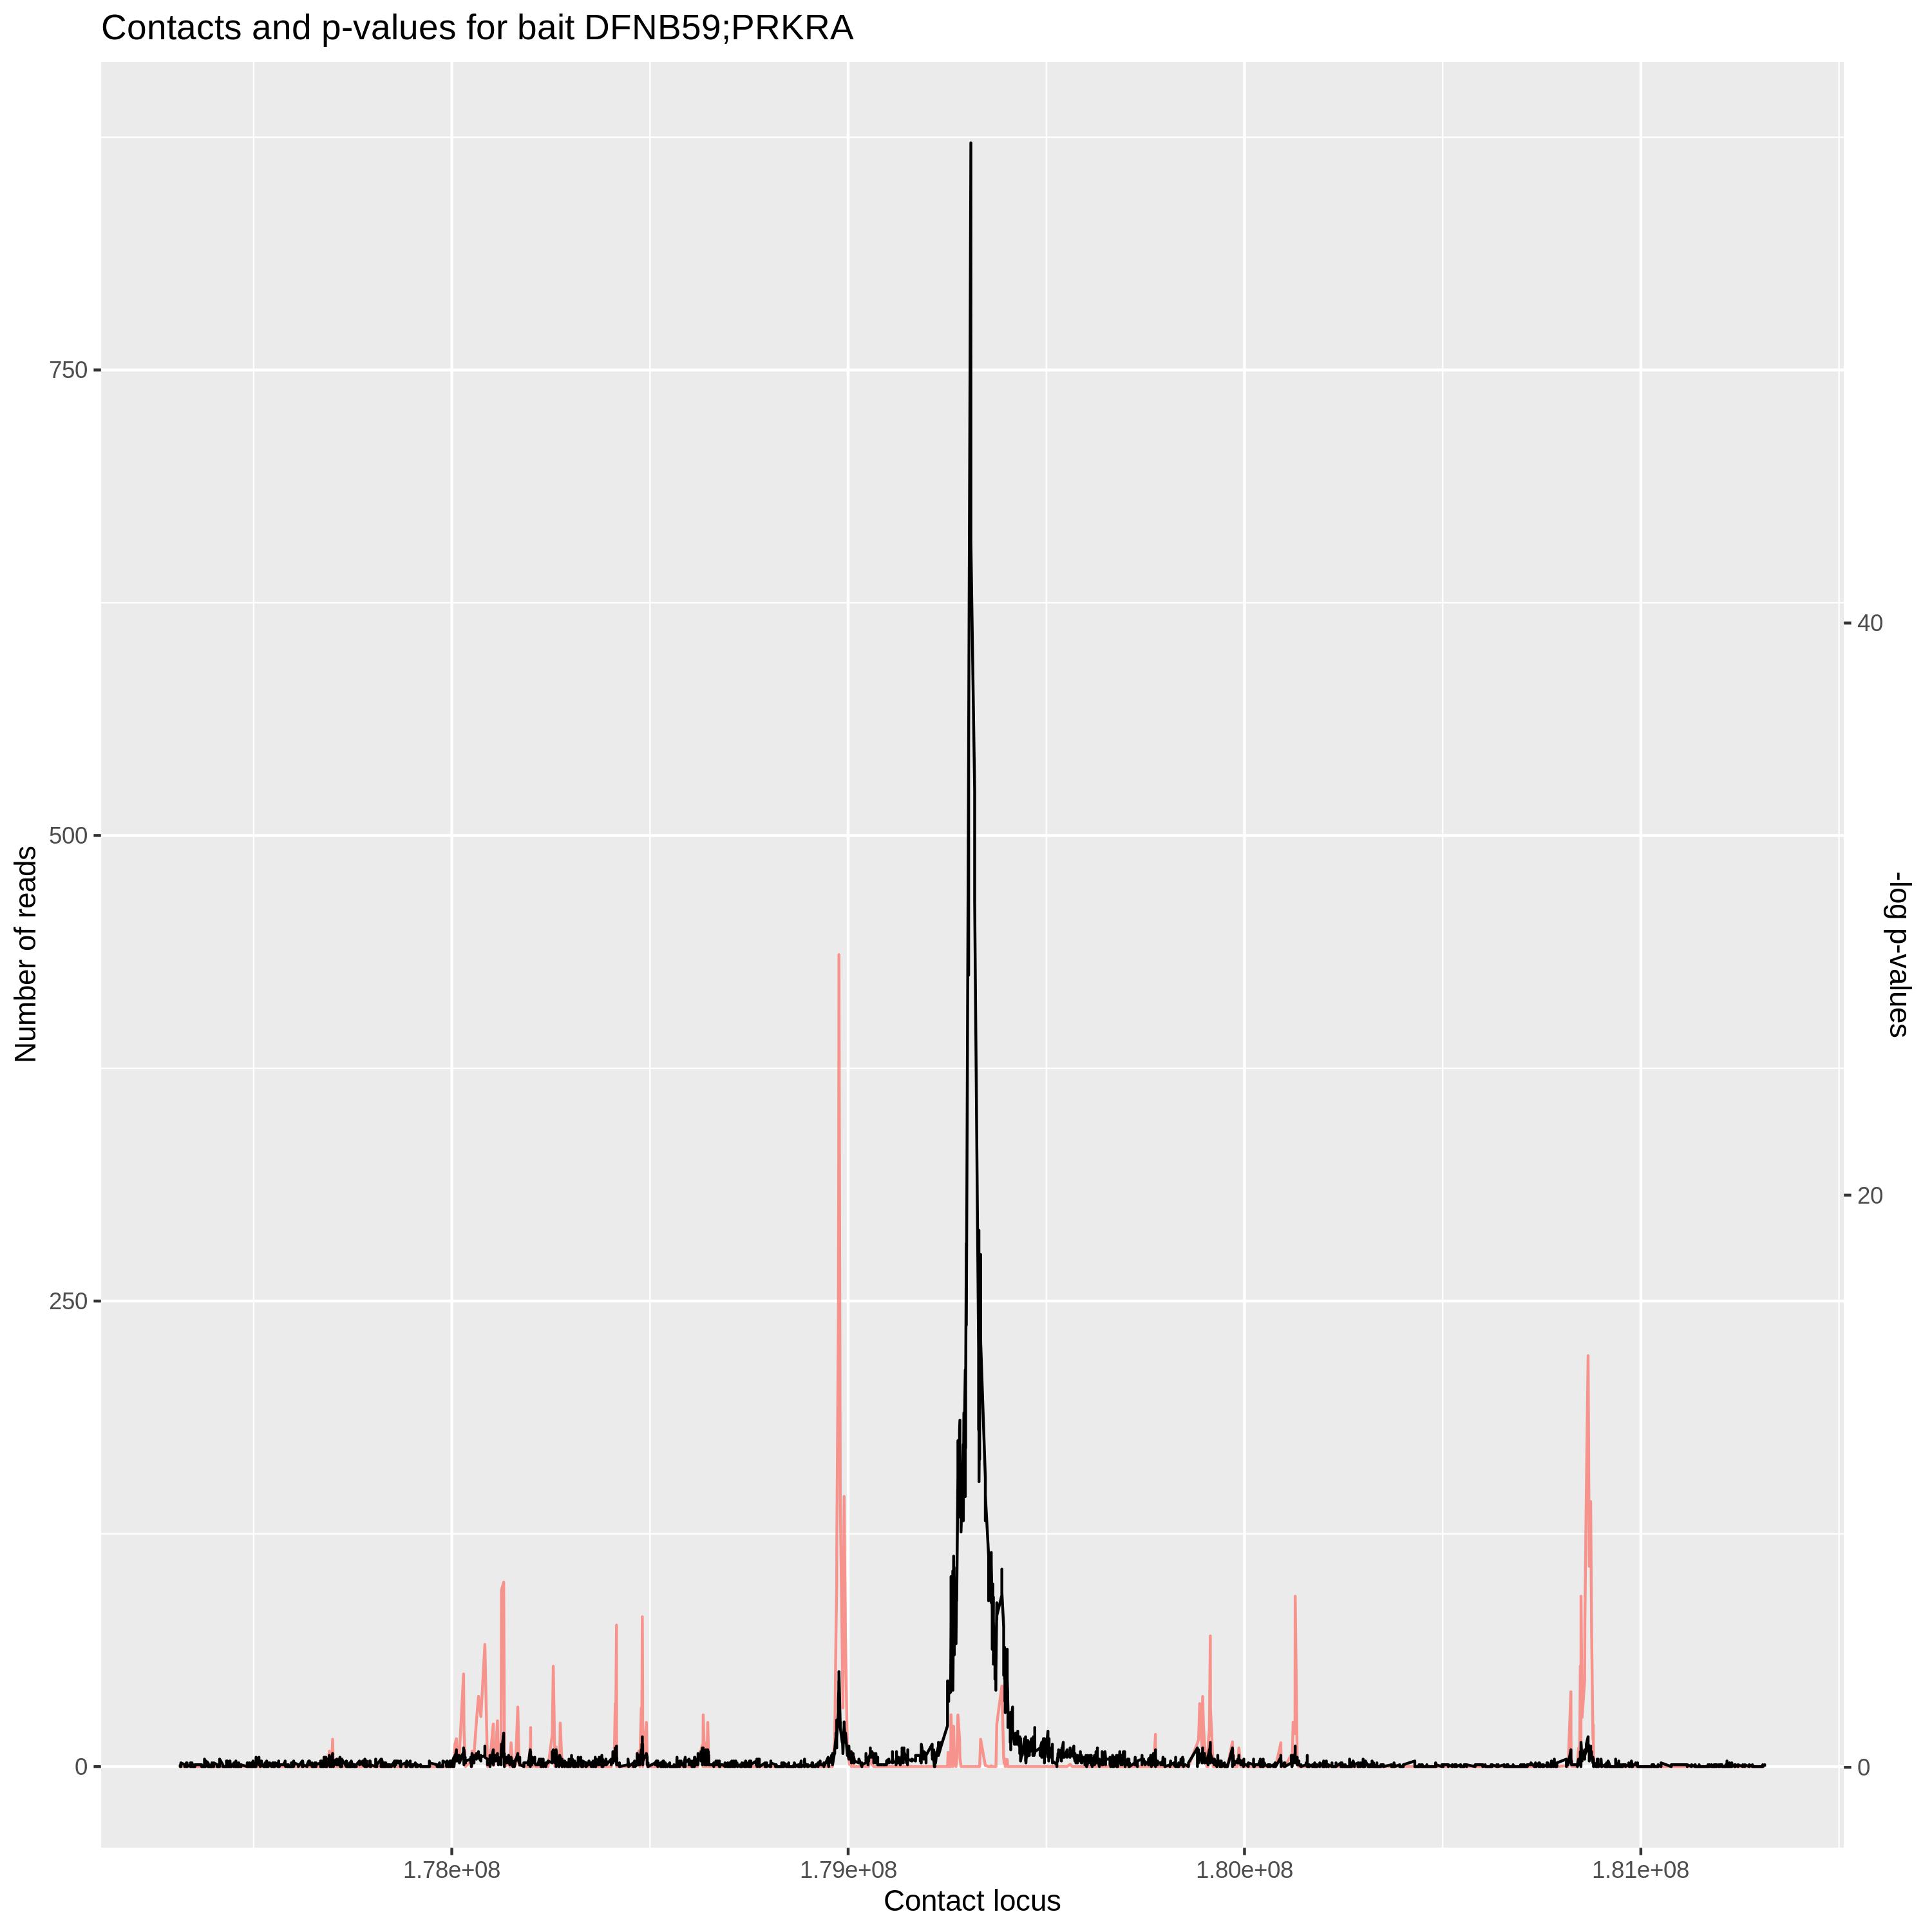 Contacts and p-values for bait DFNB59;PRKRA
Number of reads
750
500
250
0
-log p-values
40
20
0
1.78e+08
1.79e+08
1.80e+08
1.81e+08
Contact locus